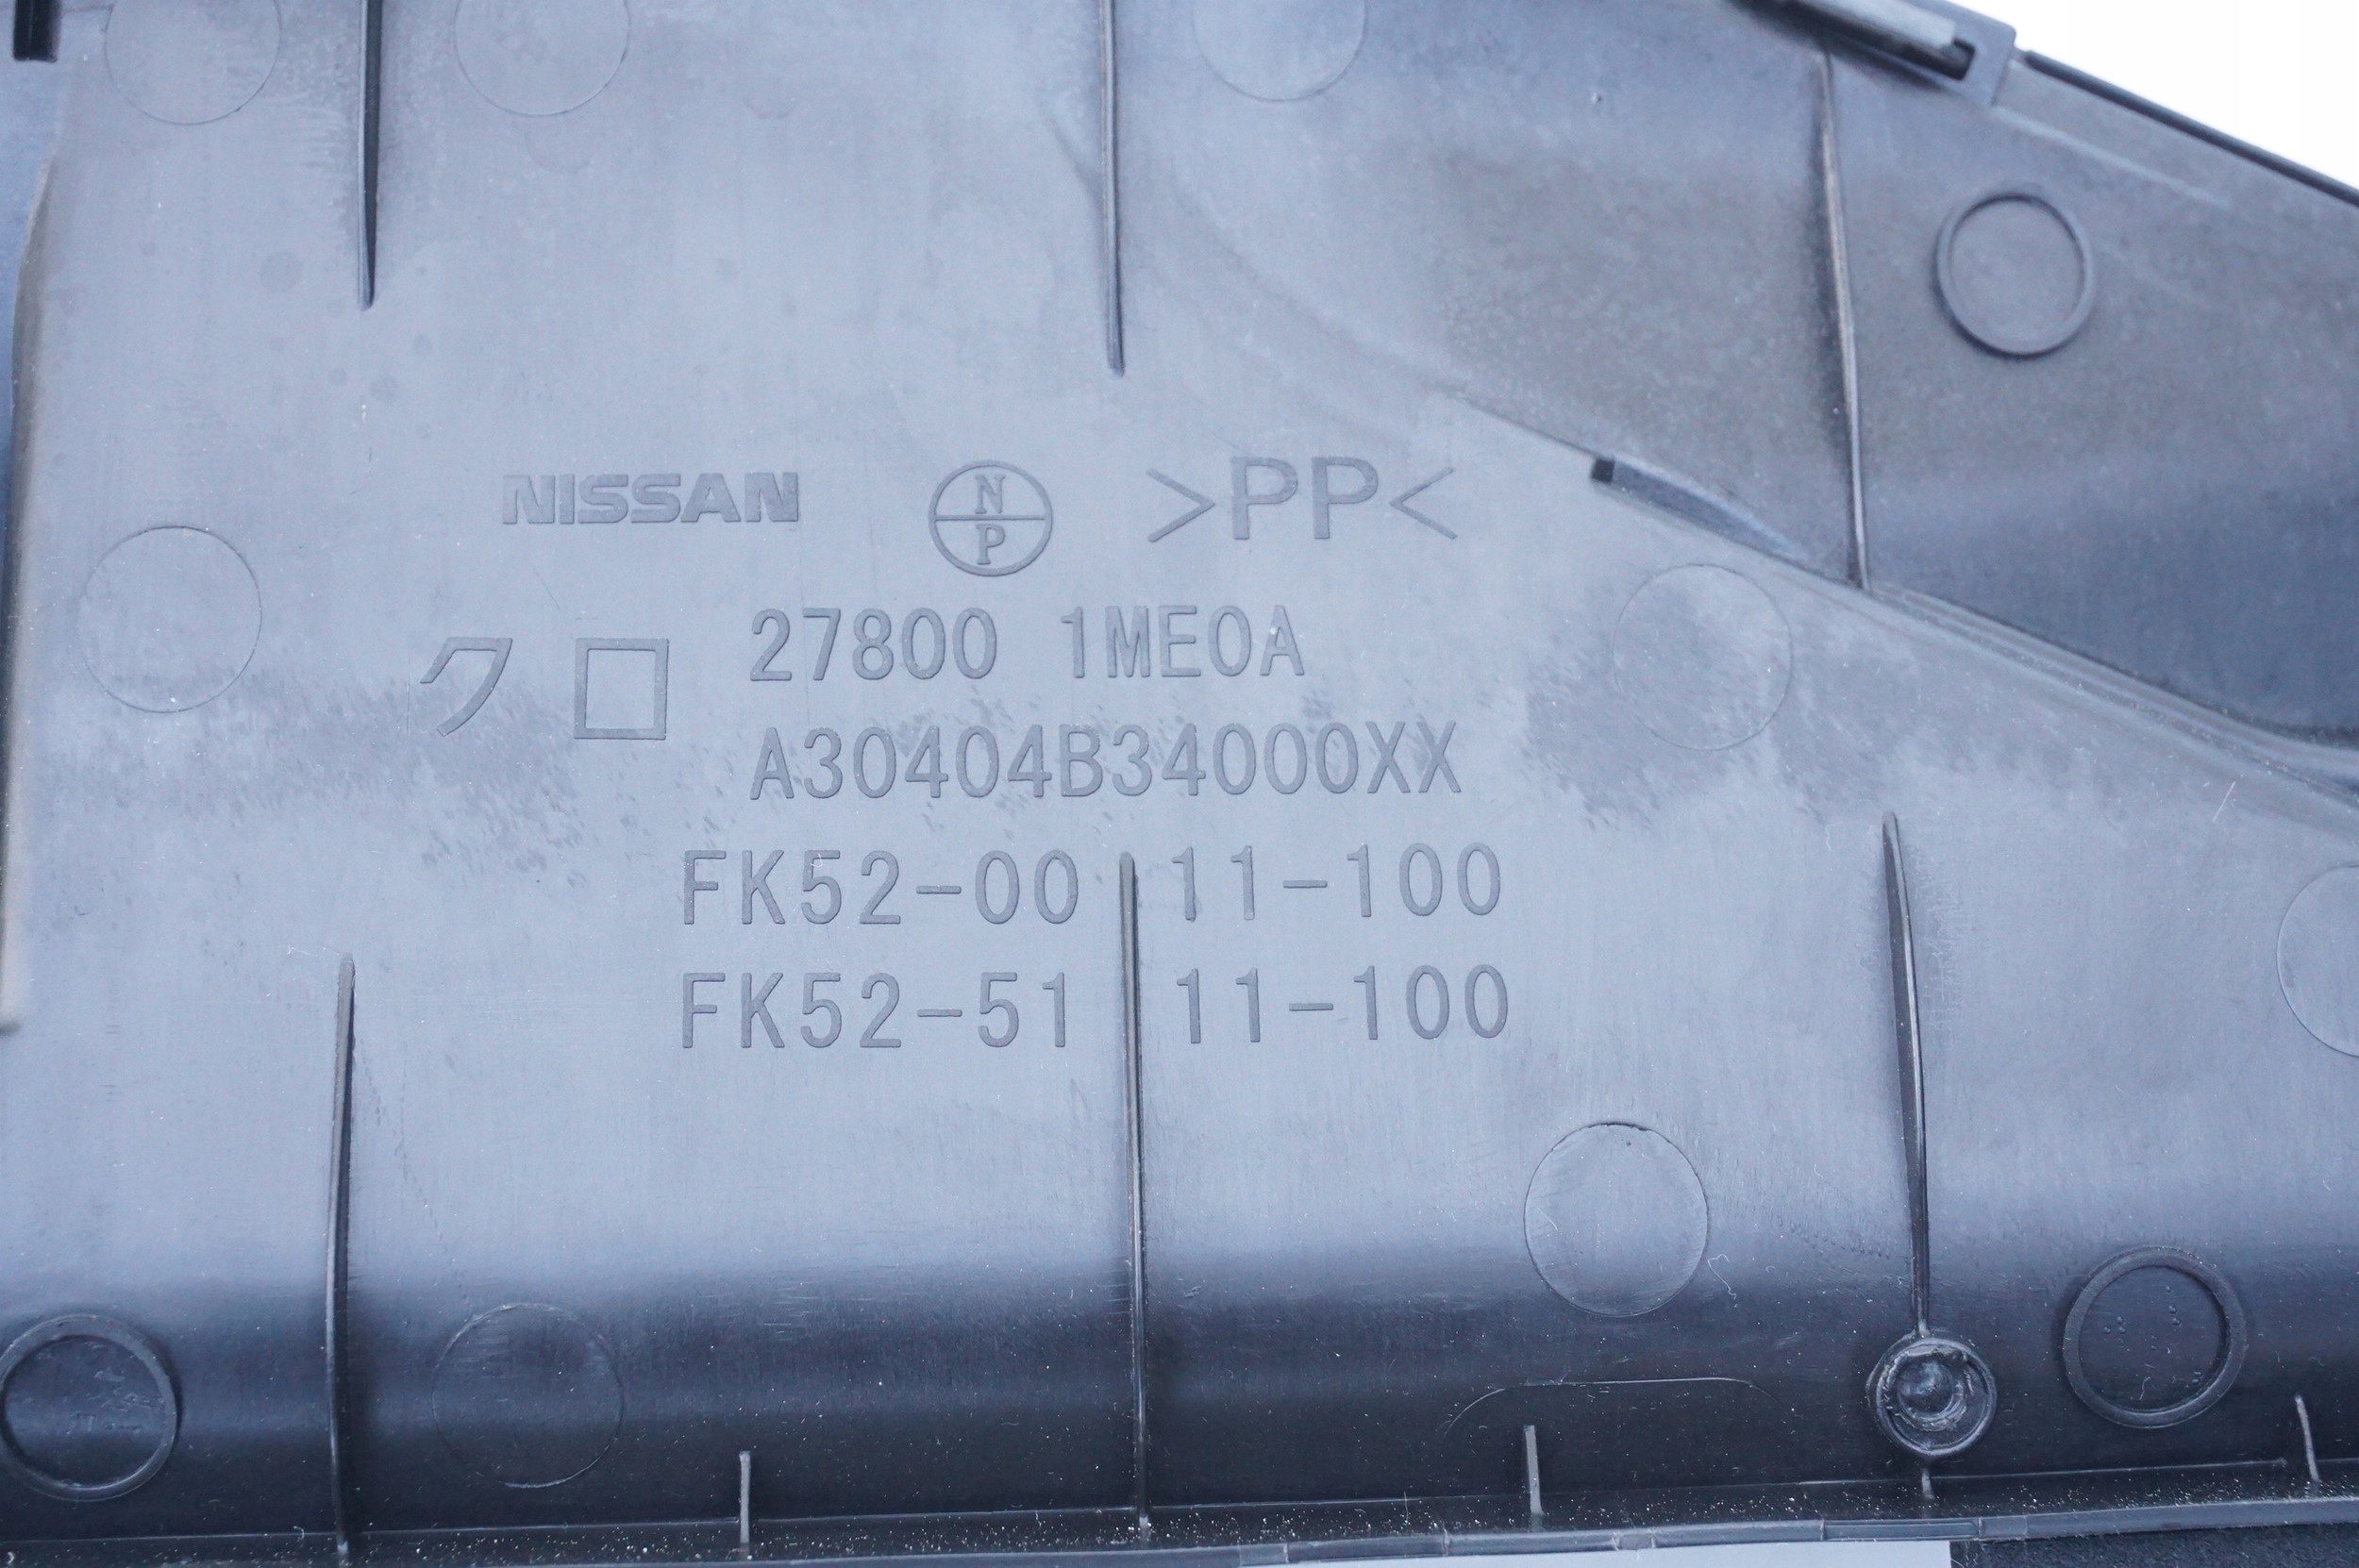 NISSAN N P >PP<
クロ 27800 1ME0A
A30404B34000XX
FK52-00 11-100
FK52-51 11-100